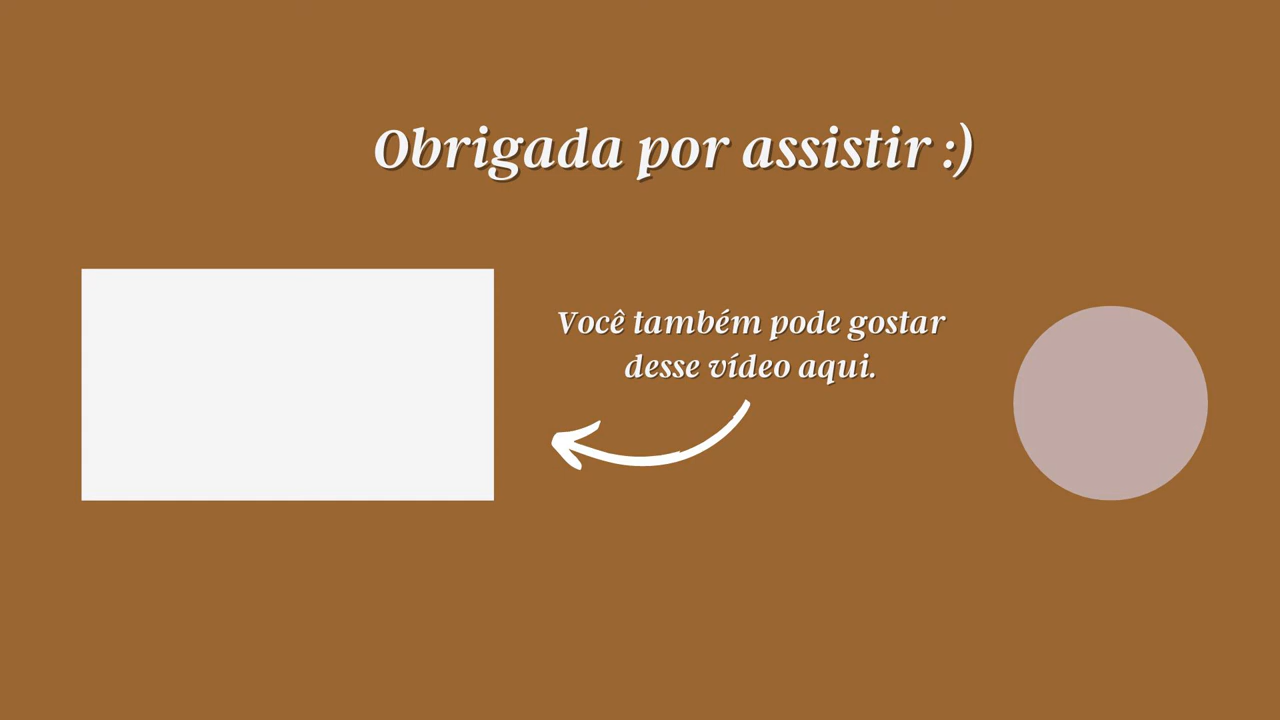 Obrigada por assistir :)
Você também pode gostar
desse vídeo aqui.